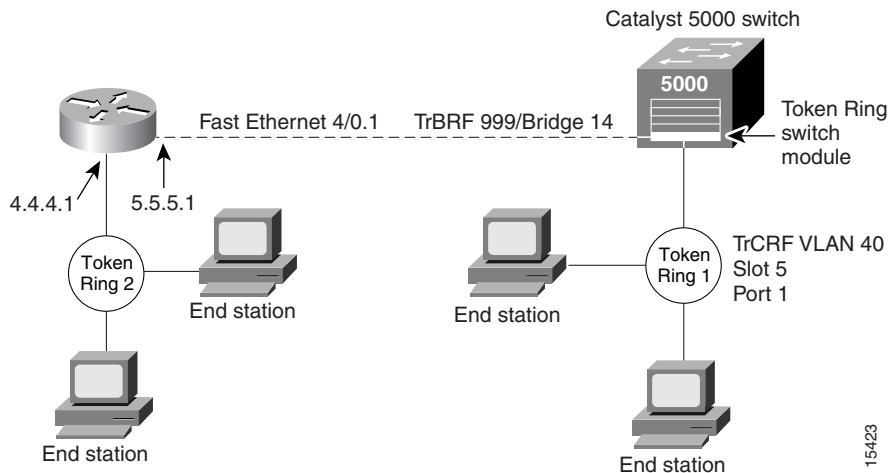 Catalyst 5000 switch
5000
Fast Ethernet 4/0.1
TrBRF 999/Bridge 14
Token Ring
switch
module
4.4.4.1
5.5.5.1
Token
Ring 2
End station
End station
Token
Ring 1
TrCRF VLAN 40
Slot 5
Port 1
End station
End station
15423